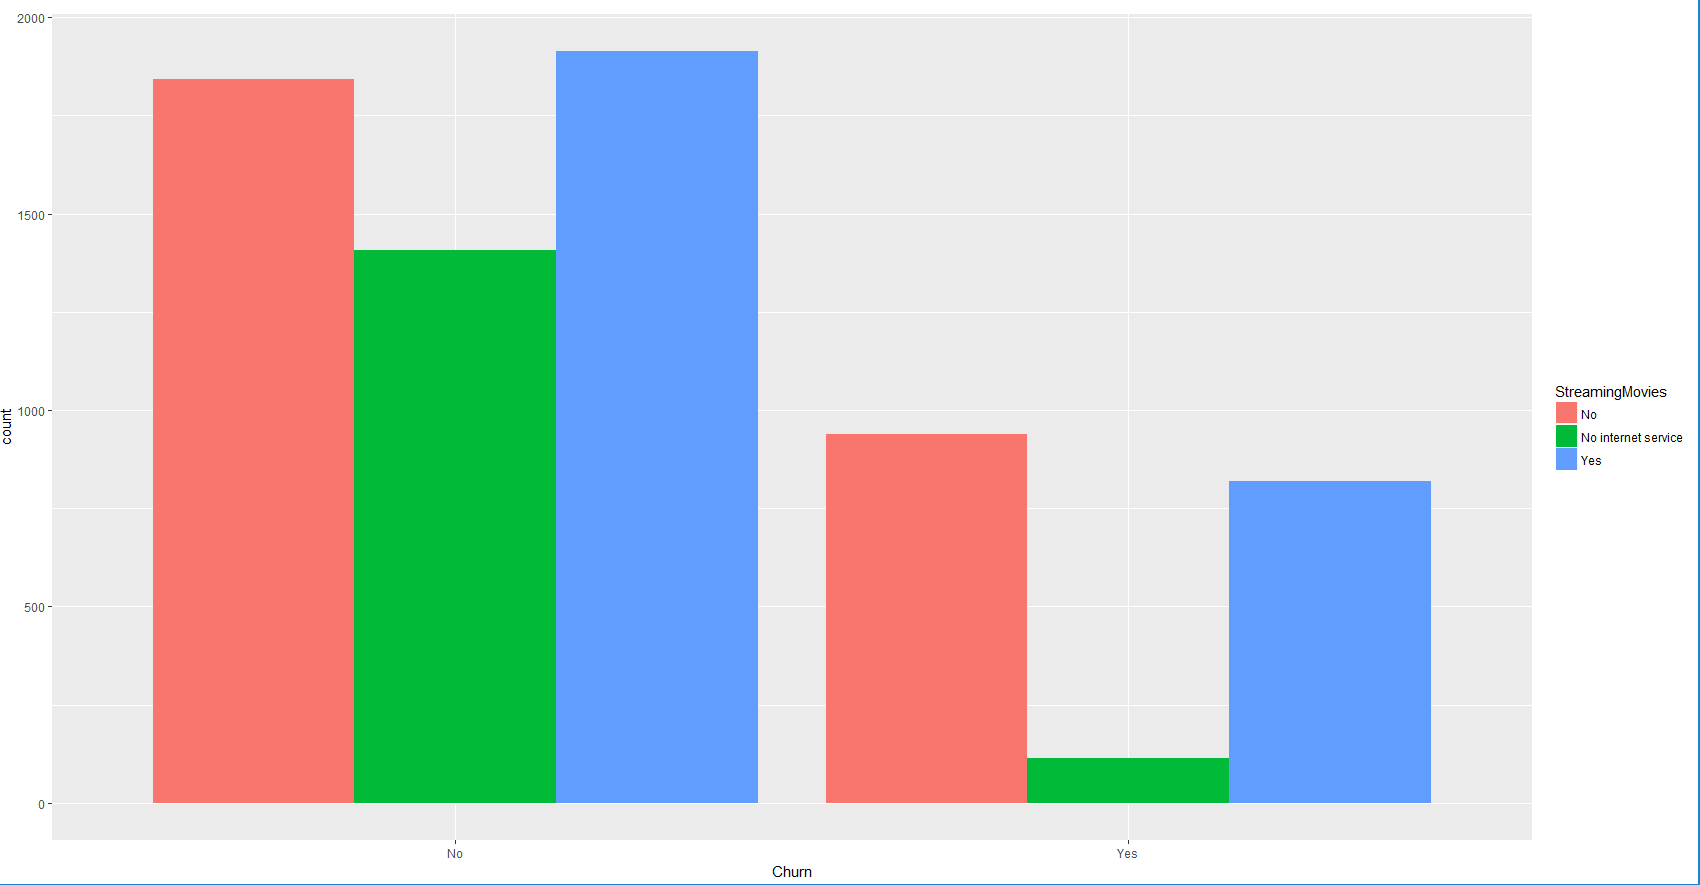 2000
1500
1000
500
0
count
No
Yes
Churn
StreamingMovies
No
No internet service
Yes